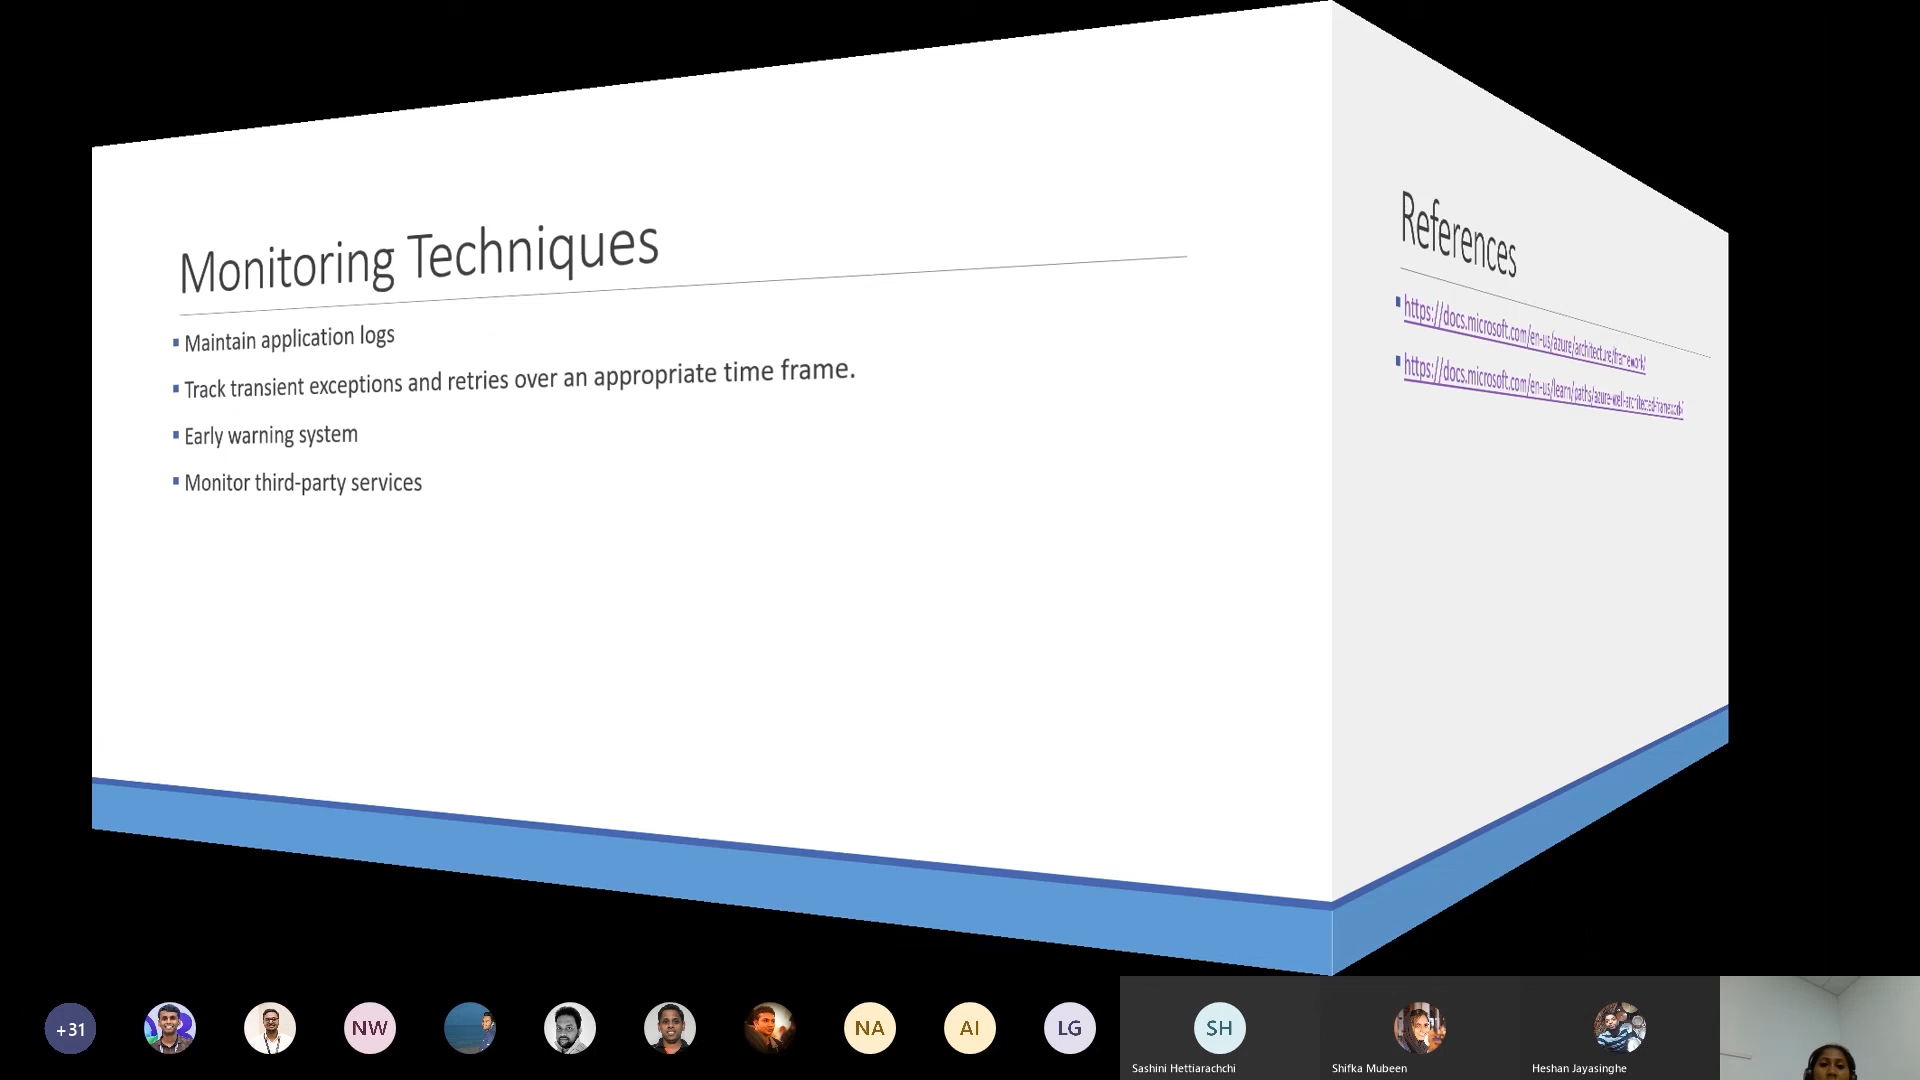 Monitoring Techniques
Maintain application logs
Track transient exceptions and retries over an appropriate time frame.
Early warning system
Monitor third-party services
References
https://docs.microsoft.com/en-us/azure/architecture/framework/
https://docs.microsoft.com/en-us/learn/paths/azure-well-architected-framework/
+31
NW
NA
AI
LG
SH
Sashini Hettiarachchi
Shifka Mubeen
Heshan Jayasinghe